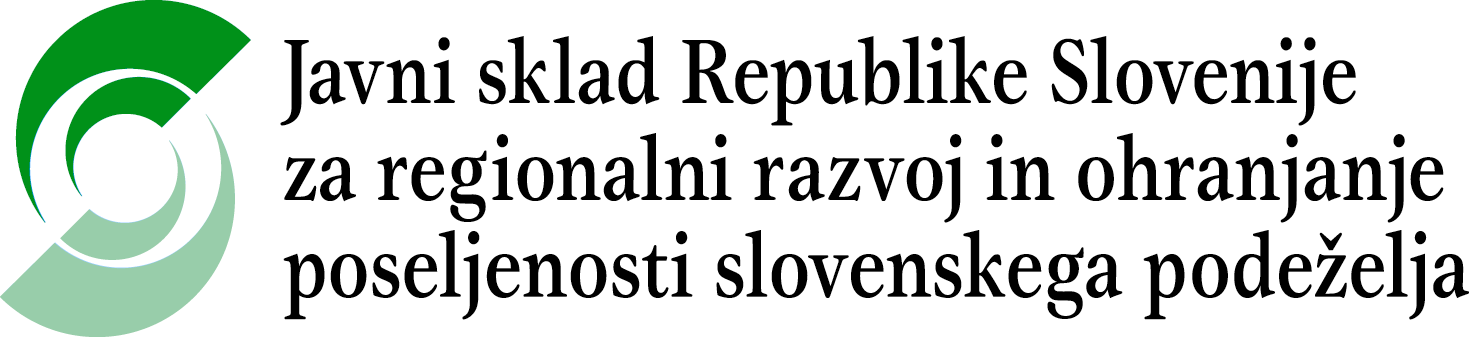 Javni sklad Republike Slovenije
za regionalni razvoj in ohranjanje
poseljenosti slovenskega podeželja